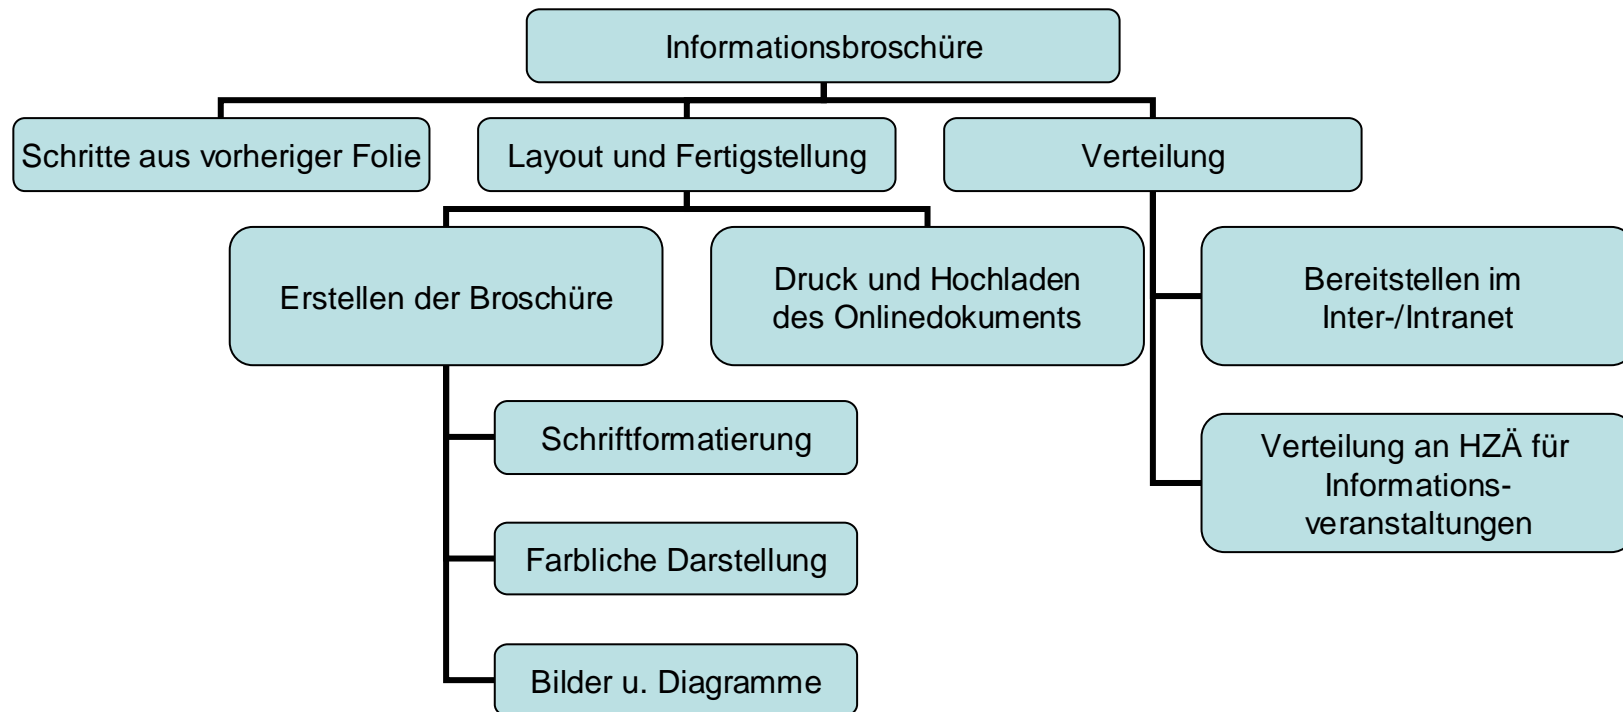 Informationsbroschüre
Schritte aus vorheriger Folie
Layout und Fertigstellung
Verteilung
Erstellen der Broschüre
Druck und Hochladen
des Onlinedokuments
Bereitstellen im
Inter-/Intranet
Schriftformatierung
Verteilung an HZÄ für
Informations-
veranstaltungen
Farbliche Darstellung
Bilder u. Diagramme